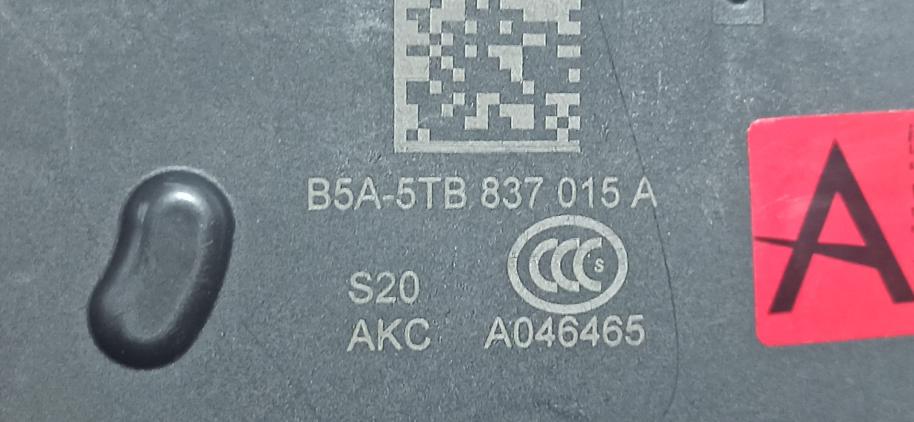 B5A-5TB 837 015 A
CCC S
S20
AKC A046465
A